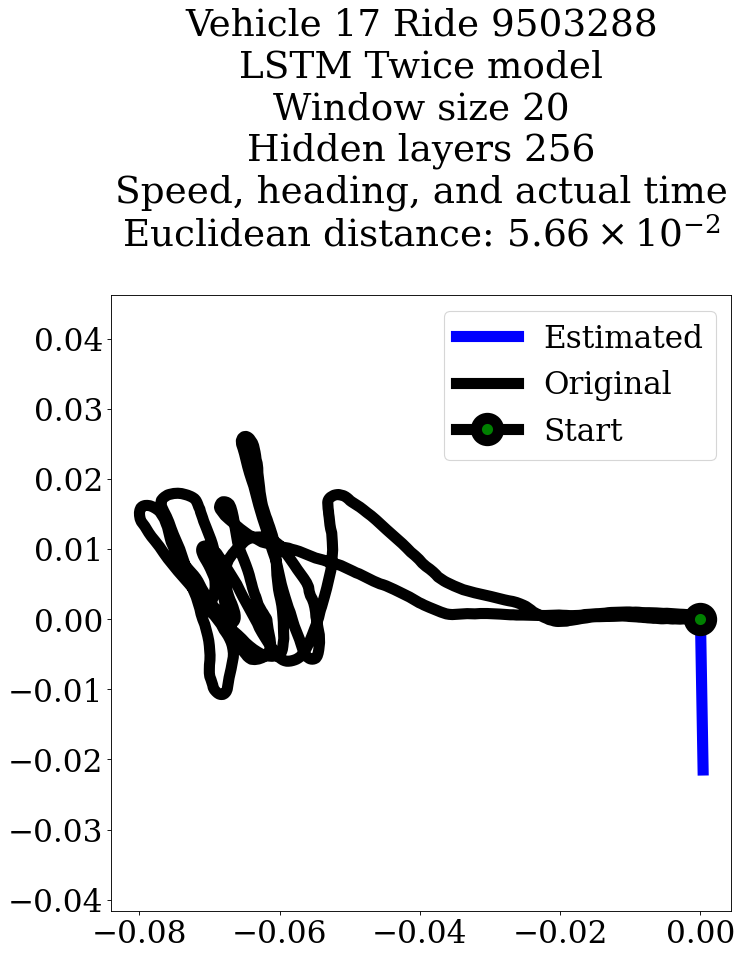 Vehicle 17 Ride 9503288
LSTM Twice model
Window size 20
Hidden layers 256
Speed, heading, and actual time
Euclidean distance: 5.66 × 10⁻²
Estimated
Original
Start
0.04
0.03
0.02
0.01
0.00
−0.01
−0.02
−0.03
−0.04
−0.08 −0.06 −0.04 −0.02 0.00